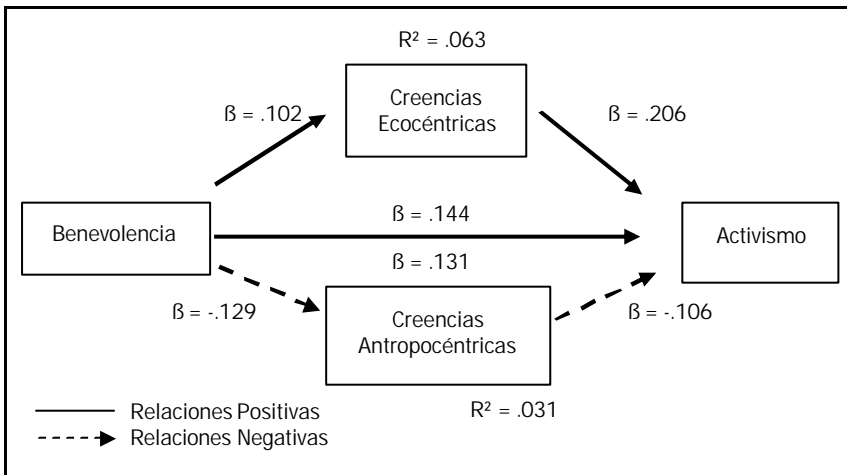 R² = .063
Creencias
Ecocéntricas
ß = .102
ß = .206
Benevolencia
ß = .144
Activismo
ß = .131
ß = -.129
Creencias
Antropocéntricas
ß = -.106
R² = .031
Relaciones Positivas
Relaciones Negativas